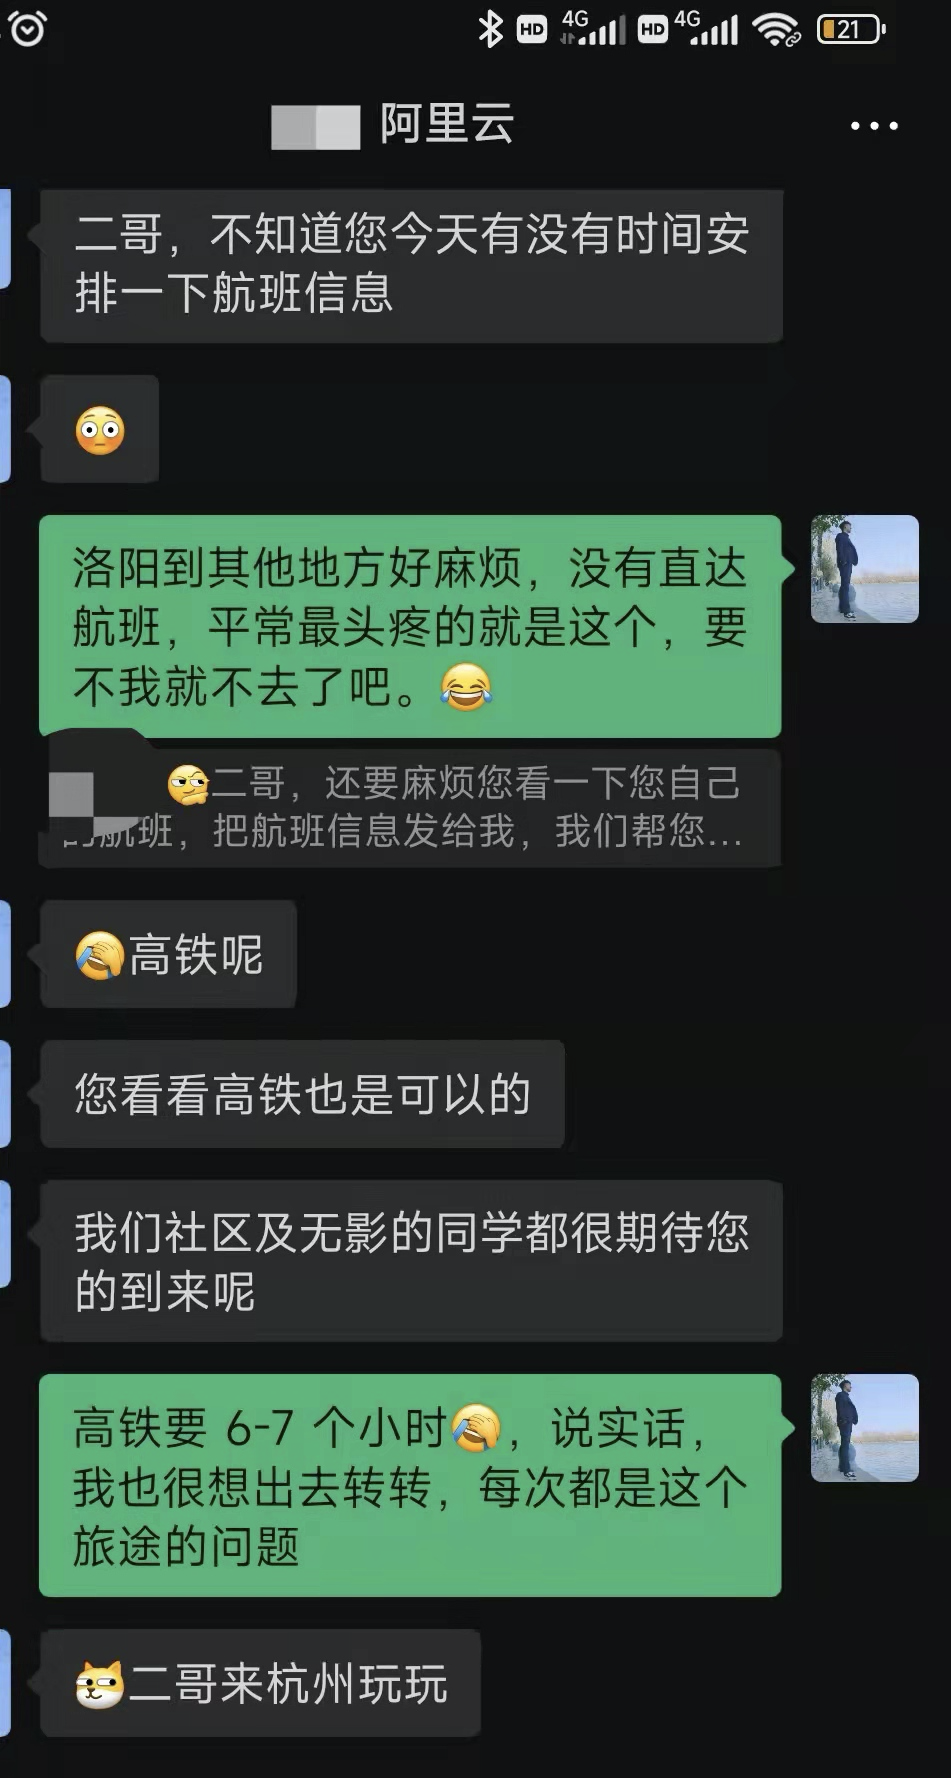 HD 4G HD 4G 21
阿里云
二哥，不知道您今天有没有时间安
排一下航班信息
洛阳到其他地方好麻烦，没有直达
航班，平常最头疼的就是这个，要
不我就不去了吧。😂
二哥，还要麻烦您看一下您自己
的航班，把航班信息发给我，我们帮您...
高铁呢
您看看高铁也是可以的
我们社区及无影的同学都很期待您
的到来呢
高铁要 6-7 个小时🤦，说实话，
我也很想出去转转，每次都是这个
旅途的问题
二哥来杭州玩玩